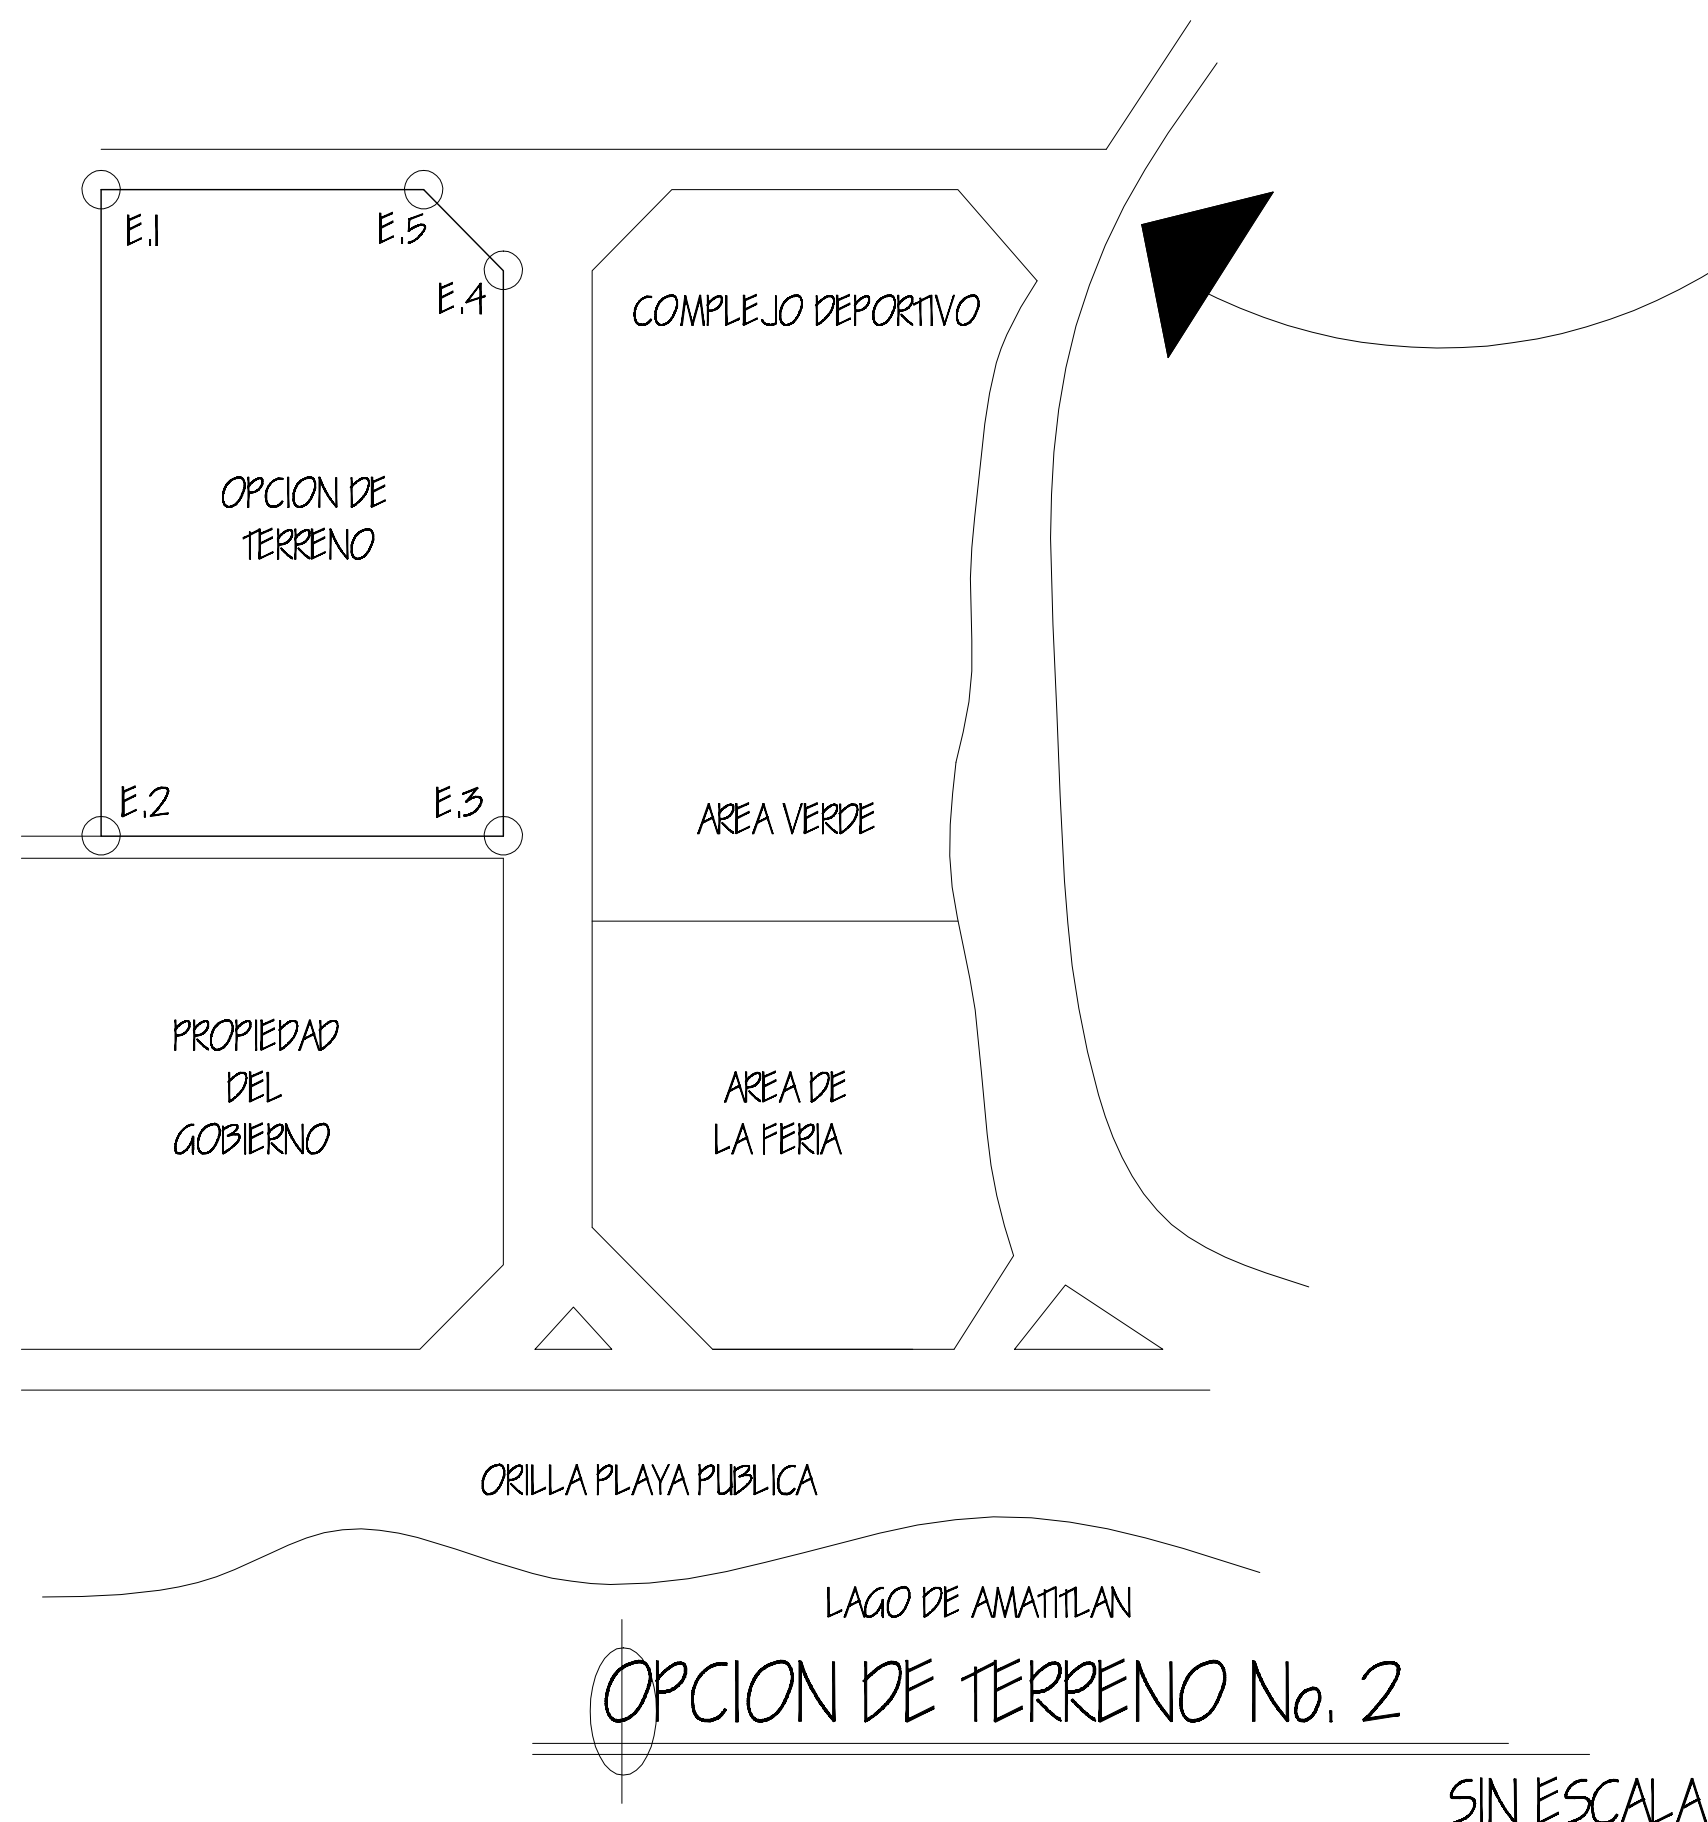 E.1
E.5
E.4
COMPLEJO DEPORTIVO
OPCION DE
TERRENO
E.2
E.3
AREA VERDE
PROPIEDAD
DEL
GOBIERNO
AREA DE
LA FERIA
ORILLA PLAYA PUBLICA
LAGO DE AMATITLAN
OPCION DE TERRENO No. 2
SIN ESCALA